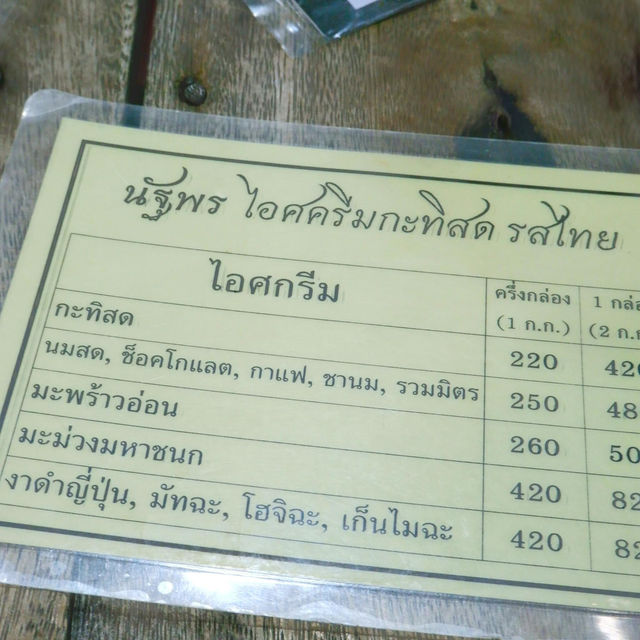 นัฐพร ไอศครีมกะทิสด รสไทย
ไอศกรีม ครึ่งกล่อง (1 ก.ก.)
กะทิสด 220
นมสด, ช็อคโกแลต, กาแฟ, ชานม, รวมมิตร 250
มะพร้าวอ่อน 260
มะม่วงมหาชนก 420
งาดำญี่ปุ่น, มัทฉะ, โฮจิฉะ, เก็นไมฉะ 420